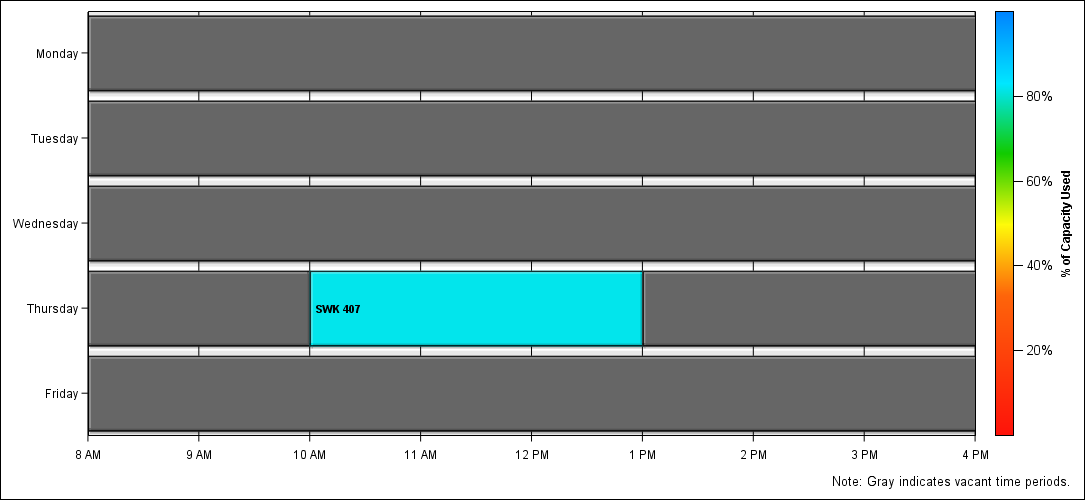 Monday
Tuesday
Wednesday
Thursday
Friday
SWK 407
8 AM 9 AM 10 AM 11 AM 12 PM 1 PM 2 PM 3 PM 4 PM
80%
60%
40%
20%
% of Capacity Used
Note: Gray indicates vacant time periods.